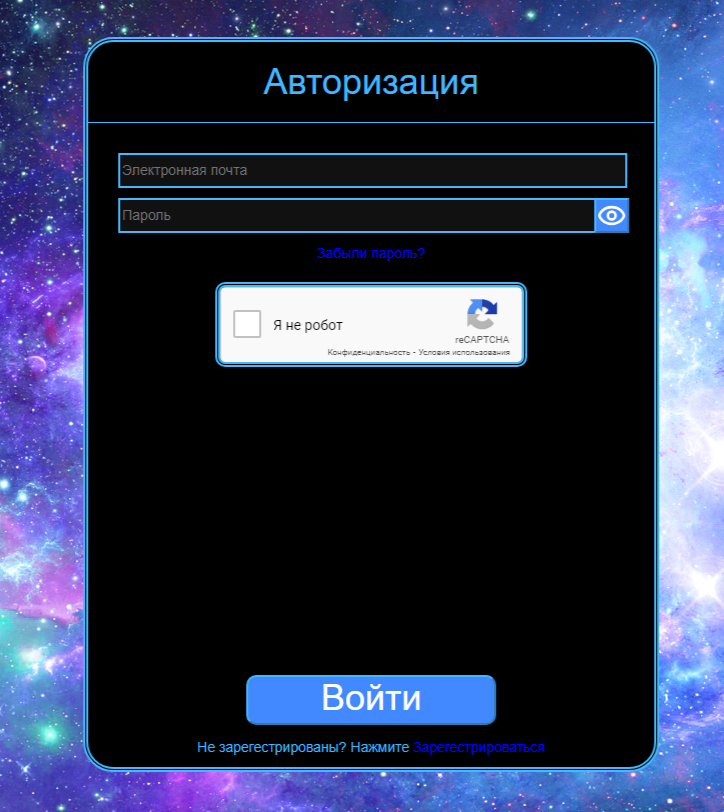 Авторизация
Электронная почта
Пароль
Забыли пароль?
Я не робот
reCAPTCHA
Конфиденциальность - Условия использования
Войти
Не зарегестрированы? Нажмите Зарегестрироваться